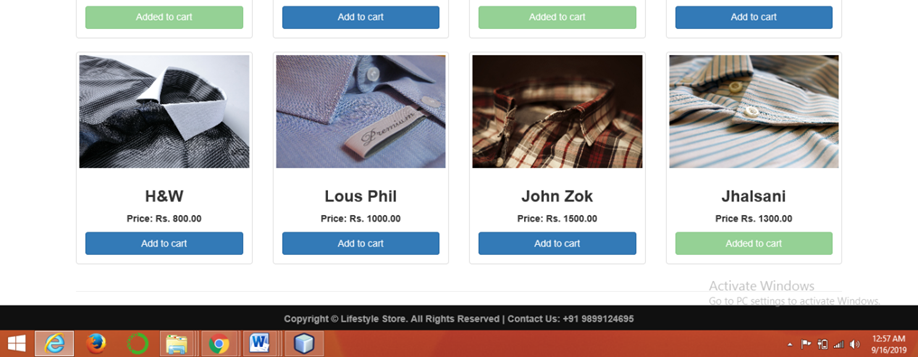 Added to cart
Add to cart
Added to cart
Add to cart
Premium
H&W
Price: Rs. 800.00
Add to cart
Lous Phil
Price: Rs. 1000.00
Add to cart
John Zok
Price: Rs. 1500.00
Add to cart
Jhalsani
Price Rs. 1300.00
Added to cart
Activate Windows
Go to PC settings to activate Windows.
Copyright © Lifestyle Store. All Rights Reserved | Contact Us: +91 9899124695
12:57 AM
9/16/2019